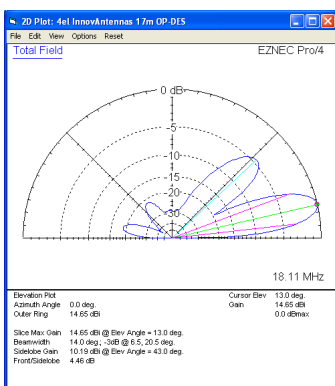 2D Plot: 4el InnovAntennas 17m OP-DES
File Edit View Options Reset
Total Field
EZNEC Pro/4
0 dB
-5
-10
-15
-20
-30
18.11 MHz
Elevation Plot
Cursor Elev 13.0 deg.
Azimuth Angle 0.0 deg.
Gain 14.65 dBi
Outer Ring 14.65 dBi
0.0 dBmax
Slice Max Gain 14.65 dBi @ Elev Angle = 13.0 deg.
Beamwidth 14.0 deg.; -3dB @ 6.5, 20.5 deg.
Sidelobe Gain 10.19 dBi @ Elev Angle = 43.0 deg.
Front/Sidelobe 4.46 dB